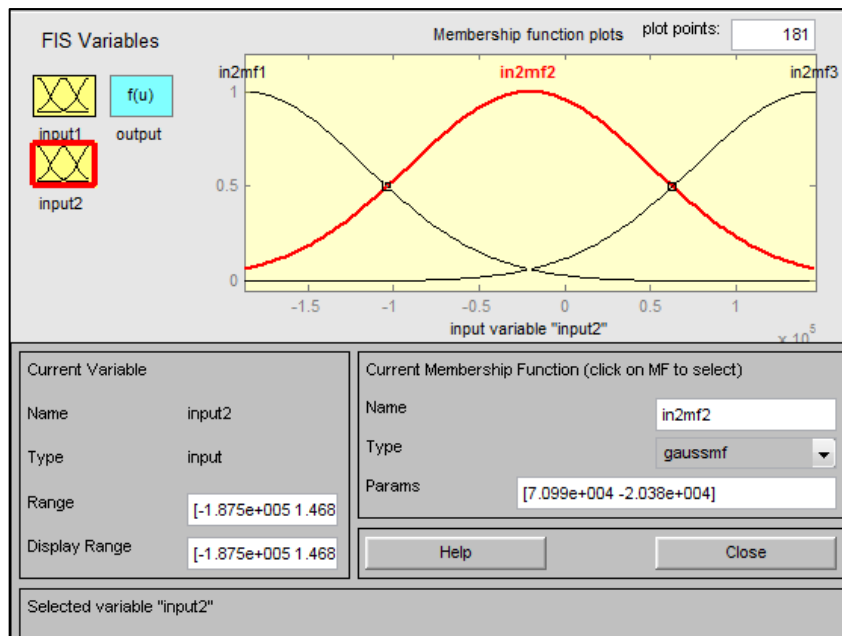 FIS Variables
Membership function plots
plot points:
181
f(u)
input1
output
input2
in2mf1
in2mf2
in2mf3
1
0.5
0
-1.5
-1
-0.5
0
0.5
1
input variable "input2"
x 10^5
Current Variable
Name
input2
Type
input
Range
[-1.875e+005 1.468
Display Range
[-1.875e+005 1.468
Current Membership Function (click on MF to select)
Name
in2mf2
Type
gaussmf
Params
[7.099e+004 -2.038e+004]
Help
Close
Selected variable "input2"